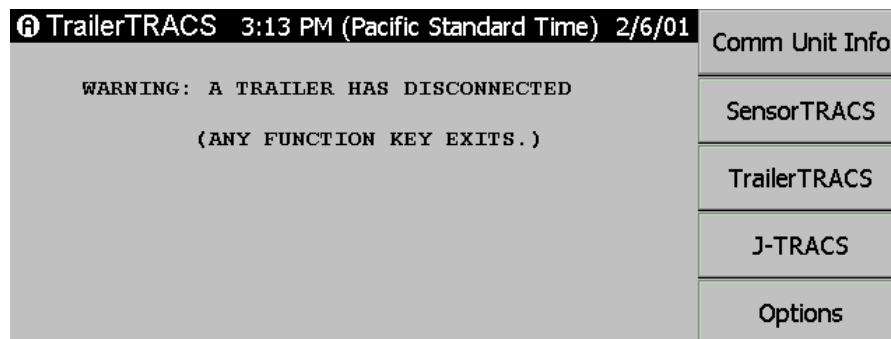 TrailerTRACS 3:13 PM (Pacific Standard Time) 2/6/01
WARNING: A TRAILER HAS DISCONNECTED
(ANY FUNCTION KEY EXITS.)
Comm Unit Info
SensorTRACS
TrailerTRACS
J-TRACS
Options